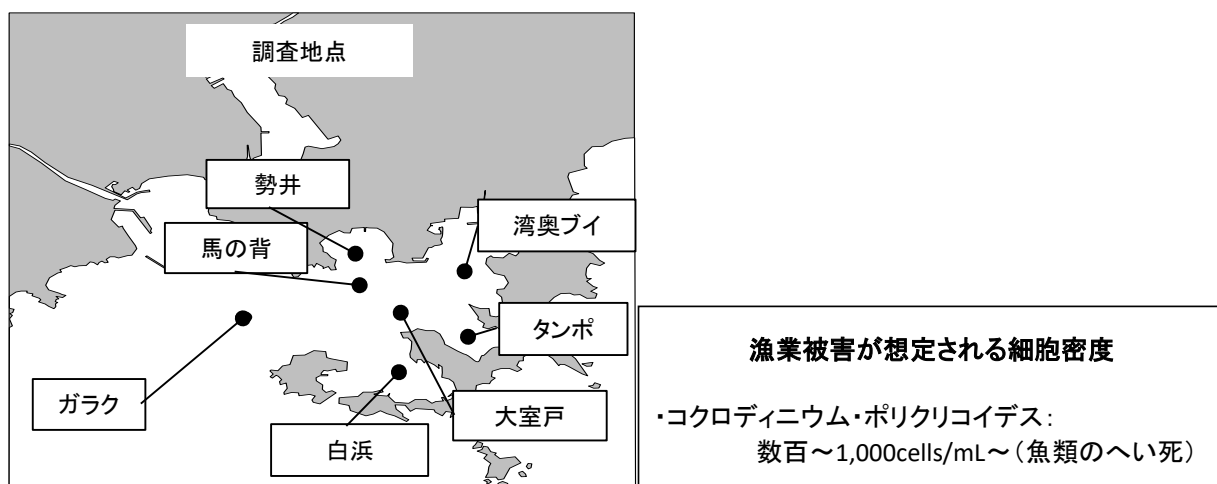 調査地点
勢井
湾奥ブイ
馬の背
タンポ
ガラク
大室戸
白浜
漁業被害が想定される細胞密度
・コクロディニウム・ポリクリコイデス：
数百～1,000cells/mL～（魚類のへい死）